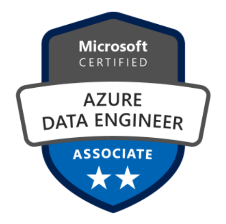 Microsoft
CERTIFIED
AZURE
DATA ENGINEER
ASSOCIATE